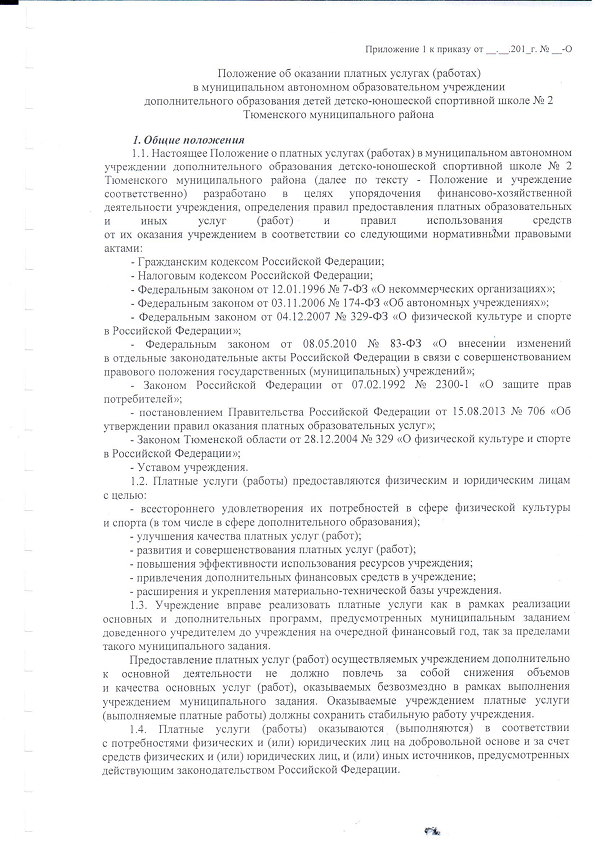 Приложение 1 к приказу от __.__.201_г. № __-О
Положение об оказании платных услугах (работах)
в муниципальном автономном образовательном учреждении
дополнительного образования детей детско-юношеской спортивной школе № 2
Тюменского муниципального района
1. Общие положения
1.1. Настоящее Положение о платных услугах (работах) в муниципальном автономном
учреждении дополнительного образования детско-юношеской спортивной школе № 2
Тюменского муниципального района (далее по тексту - Положение и учреждение
соответственно) разработано в целях упорядочения финансово-хозяйственной
деятельности учреждения, определения правил предоставления платных образовательных
и иных услуг (работ) и правил использования средств
от их оказания учреждением в соответствии со следующими нормативными правовыми
актами:
- Гражданским кодексом Российской Федерации;
- Налоговым кодексом Российской Федерации;
- Федеральным законом от 12.01.1996 № 7-ФЗ «О некоммерческих организациях»;
- Федеральным законом от 03.11.2006 № 174-ФЗ «Об автономных учреждениях»;
- Федеральным законом от 04.12.2007 № 329-ФЗ «О физической культуре и спорте
в Российской Федерации»;
- Федеральным законом от 08.05.2010 № 83-ФЗ «О внесении изменений
в отдельные законодательные акты Российской Федерации в связи с совершенствованием
правового положения государственных (муниципальных) учреждений»;
- Законом Российской Федерации от 07.02.1992 № 2300-1 «О защите прав
потребителей»;
- постановлением Правительства Российской Федерации от 15.08.2013 № 706 «Об
утверждении правил оказания платных образовательных услуг»;
- Законом Тюменской области от 28.12.2004 № 329 «О физической культуре и спорте
в Российской Федерации»;
- Уставом учреждения.
1.2. Платные услуги (работы) предоставляются физическим и юридическим лицам
с целью:
- всестороннего удовлетворения их потребностей в сфере физической культуры
и спорта (в том числе в сфере дополнительного образования);
- улучшения качества платных услуг (работ);
- развития и совершенствования платных услуг (работ);
- повышения эффективности использования ресурсов учреждения;
- привлечения дополнительных финансовых средств в учреждение;
- расширения и укрепления материально-технической базы учреждения.
1.3. Учреждение вправе реализовать платные услуги как в рамках реализации
основных и дополнительных программ, предусмотренных муниципальным заданием
доведенного учредителем до учреждения на очередной финансовый год, так за пределами
такого муниципального задания.
Предоставление платных услуг (работ) осуществляемых учреждением дополнительно
к основной деятельности не должно повлечь за собой снижения объемов
и качества основных услуг (работ), оказываемых безвозмездно в рамках выполнения
учреждением муниципального задания. Оказываемые учреждением платные услуги
(выполняемые платные работы) должны сохранить стабильную работу учреждения.
1.4. Платные услуги (работы) оказываются (выполняются) в соответствии
с потребностями физических и (или) юридических лиц на добровольной основе и за счет
средств физических и (или) юридических лиц, и (или) иных источников, предусмотренных
действующим законодательством Российской Федерации.